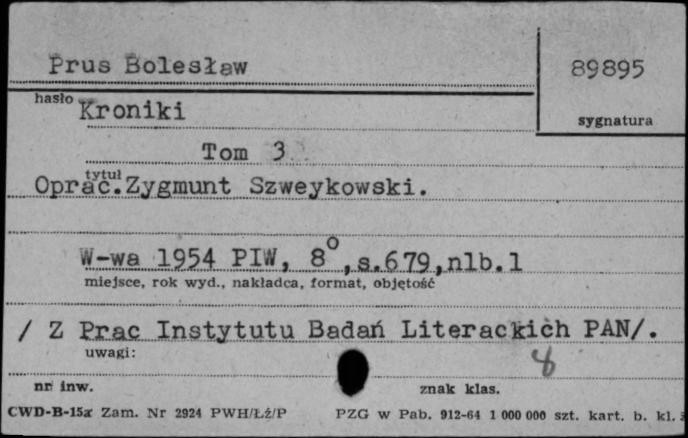 Prus Bolesław
89895
hasło
Kroniki
sygnatura
Tom 3
tytuł
Oprac.Zygmunt Szweykowski.
W-wa 1954 PIW, 8°,s.679,nlb.1
miejsce, rok wyd., nakładca, format, objętość
/ Z Prac Instytutu Badań Literackich PAN/.
uwagi:
nr inw.
znak klas.
CWD-B-15a Zam. Nr 2924 PWH/Łź/P PZG w Pab. 912-64 1 000 000 szt. kart. b. kl.